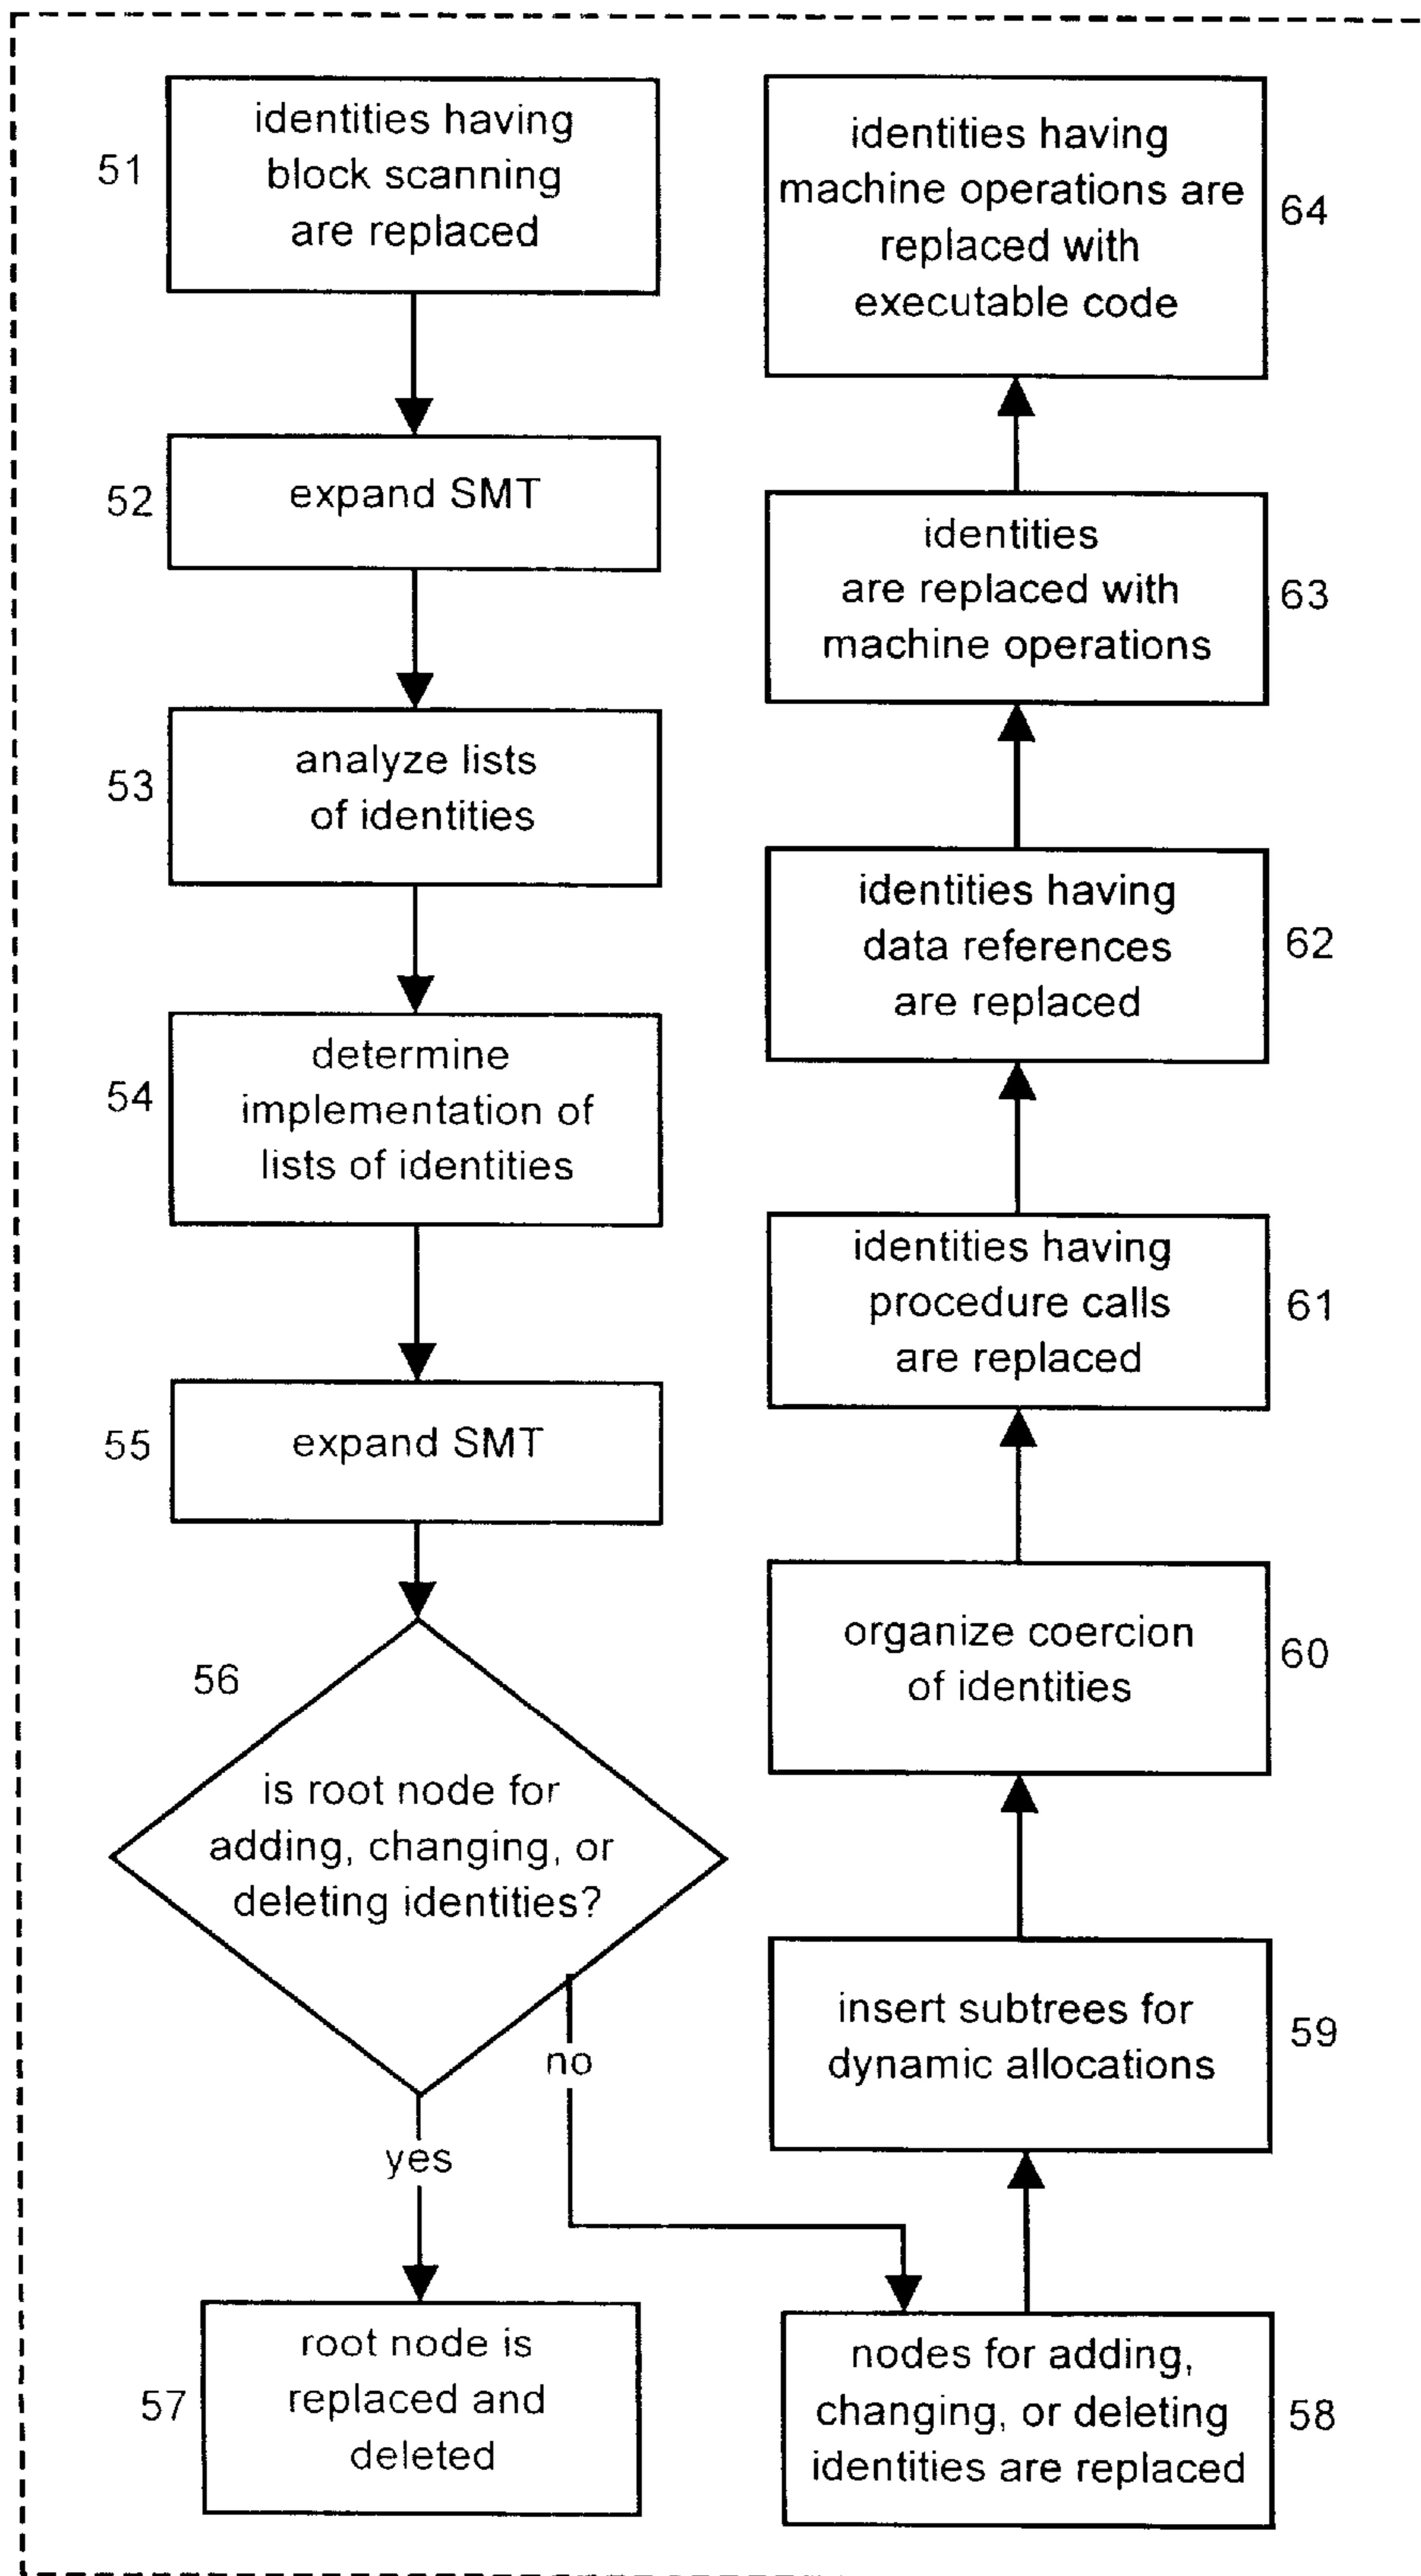 51
identities having
block scanning
are replaced
52
expand SMT
53
analyze lists
of identities
54
determine
implementation of
lists of identities
55
expand SMT
56
is root node for
adding, changing, or
deleting identities?
no
yes
57
root node is
replaced and
deleted
identities having
machine operations are
replaced with
executable code
64
identities
are replaced with
machine operations
63
identities having
data references
are replaced
62
identities having
procedure calls
are replaced
61
organize coercion
of identities
60
insert subtrees for
dynamic allocations
59
nodes for adding,
changing, or deleting
identities are replaced
58